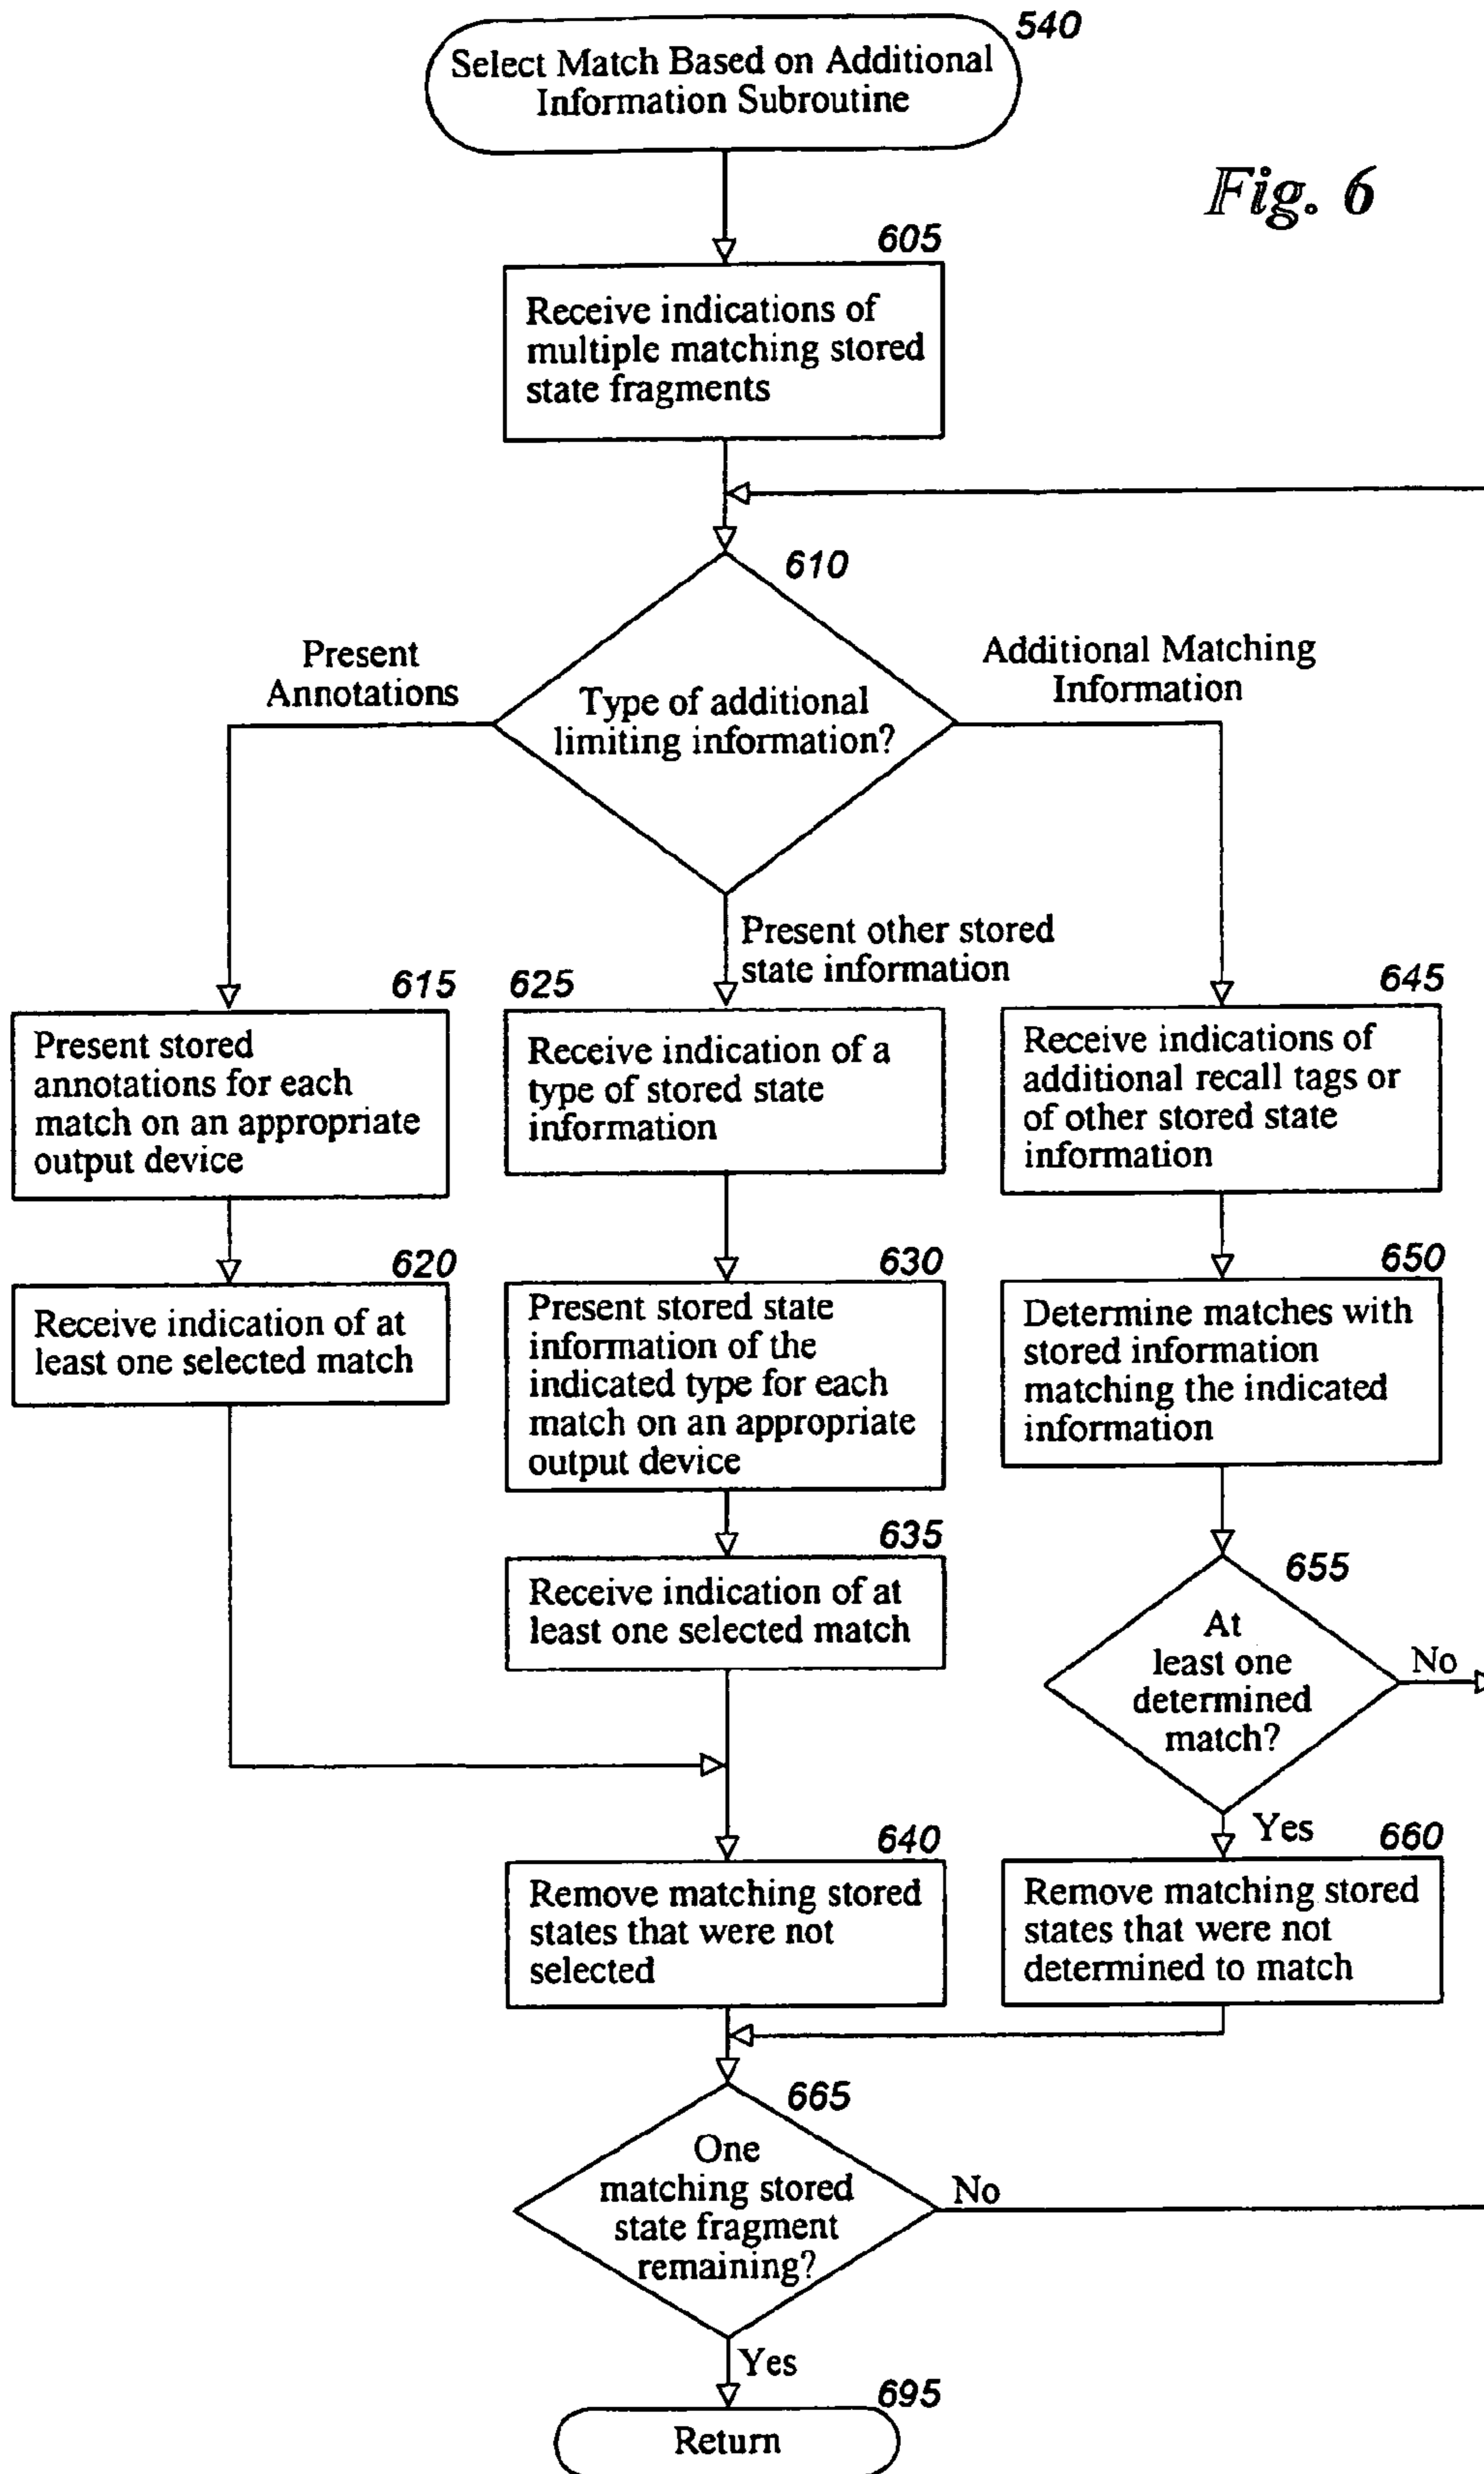 540
Select Match Based on Additional
Information Subroutine
Fig. 6
605
Receive indications of
multiple matching stored
state fragments
610
Type of additional
limiting information?
Present
Annotations
Additional Matching
Information
Present other stored
state information
615
Present stored
annotations for each
match on an appropriate
output device
625
Receive indication of a
type of stored state
information
645
Receive indications of
additional recall tags or
of other stored state
information
620
Receive indication of at
least one selected match
630
Present stored state
information of the
indicated type for each
match on an appropriate
output device
650
Determine matches with
stored information
matching the indicated
information
635
Receive indication of at
least one selected match
655
At
least one
determined
match?
No
Yes
640
Remove matching stored
states that were not
selected
660
Remove matching stored
states that were not
determined to match
665
One
matching stored
state fragment
remaining?
No
Yes
695
Return